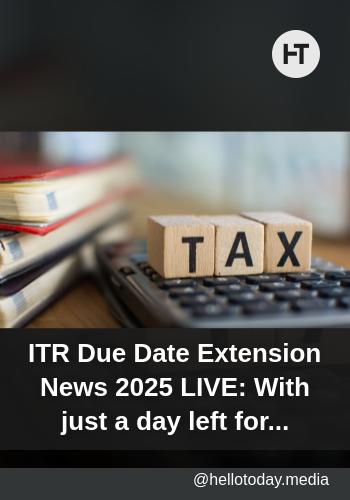 HT
TAX
ITR Due Date Extension
News 2025 LIVE: With
just a day left for...
@hellotoday.media